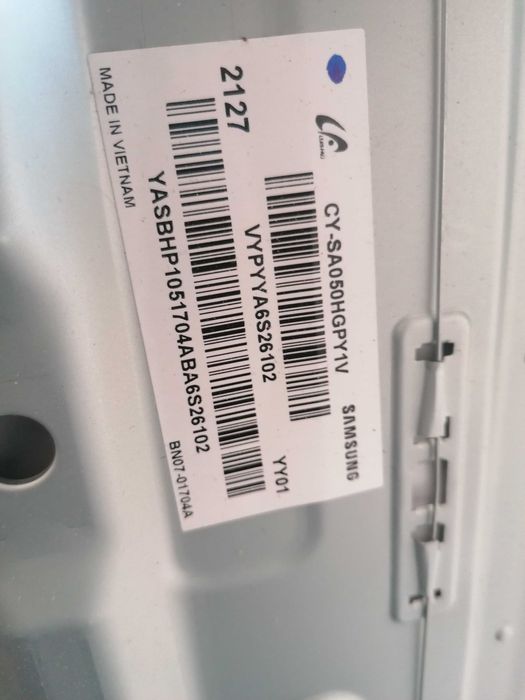 CY-SA050HGPY1V
SAMSUNG
VYPYYA6S26102
YY01
2127
YASBHP1051704ABA6S26102
BN07-01704A
MADE IN VIETNAM